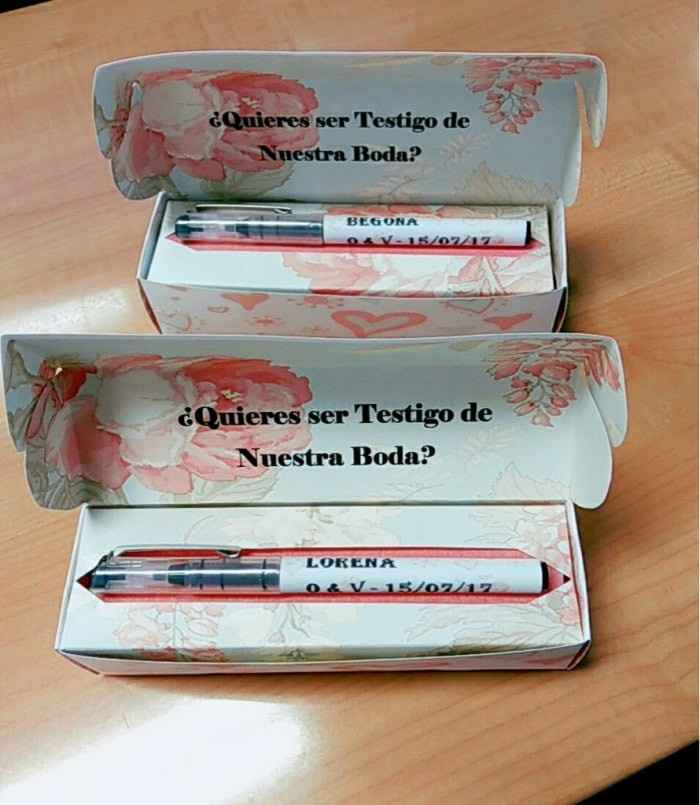 ¿Quieres ser Testigo de
Nuestra Boda?
BEGOÑA
O & V - 15/07/17
¿Quieres ser Testigo de
Nuestra Boda?
LORENA
O & V - 15/07/17